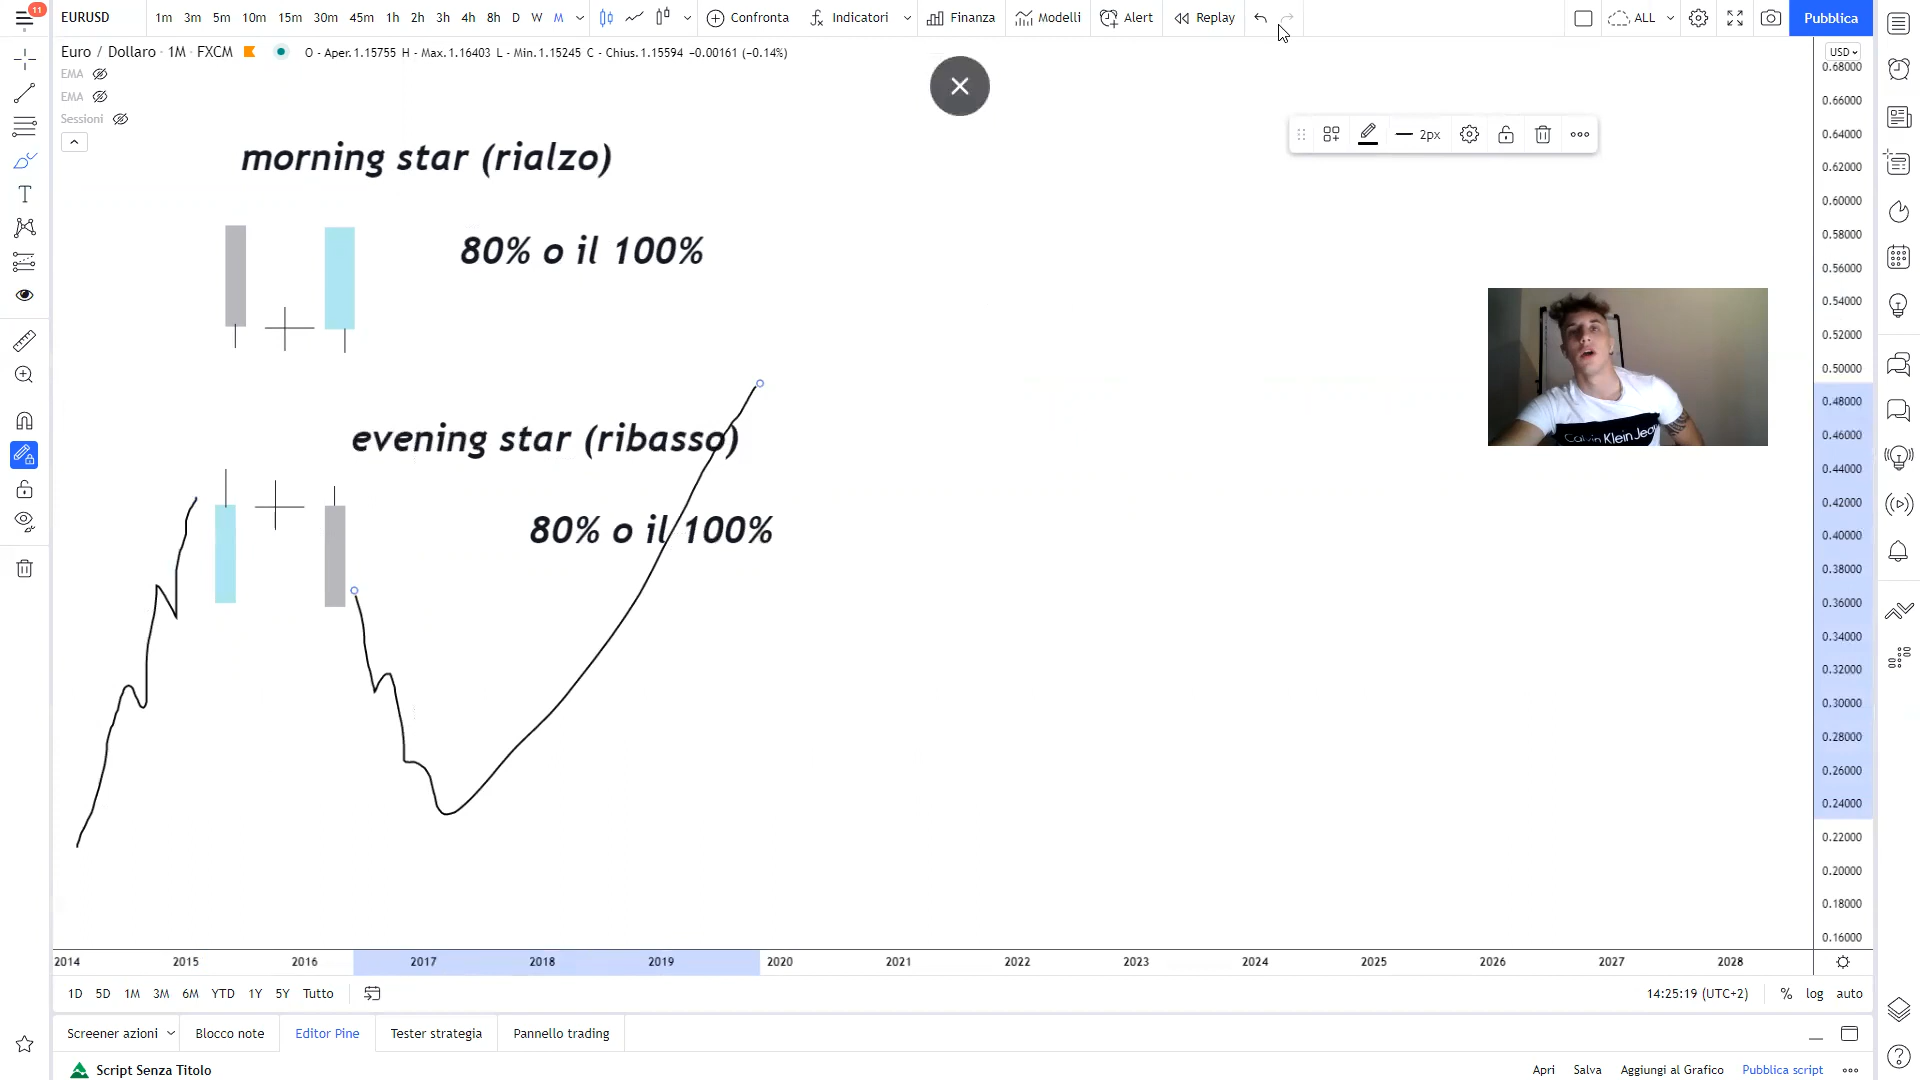 11
EURUSD
1m 3m 5m 10m 15m 30m 45m 1h 2h 3h 4h 8h D W M
Confronta
Indicatori
Finanza
Modelli
Alert
Replay
ALL
Pubblica
Euro / Dollaro · 1M · FXCM
O - Aper.1.15755 H - Max.1.16403 L - Min.1.15245 C - Chius.1.15594 −0.00161 (−0.14%)
USD
EMA
EMA
Sessioni
2px
morning star (rialzo)
80% o il 100%
evening star (ribasso)
80% o il 100%
Calvin Klein Jeans
0.68000
0.66000
0.64000
0.62000
0.60000
0.58000
0.56000
0.54000
0.52000
0.50000
0.48000
0.46000
0.44000
0.42000
0.40000
0.38000
0.36000
0.34000
0.32000
0.30000
0.28000
0.26000
0.24000
0.22000
0.20000
0.18000
0.16000
2014 2015 2016 2017 2018 2019 2020 2021 2022 2023 2024 2025 2026 2027 2028
1D 5D 1M 3M 6M YTD 1Y 5Y Tutto
14:25:19 (UTC+2)
% log auto
Screener azioni
Blocco note
Editor Pine
Tester strategia
Pannello trading
Script Senza Titolo
Apri
Salva
Aggiungi al Grafico
Pubblica script